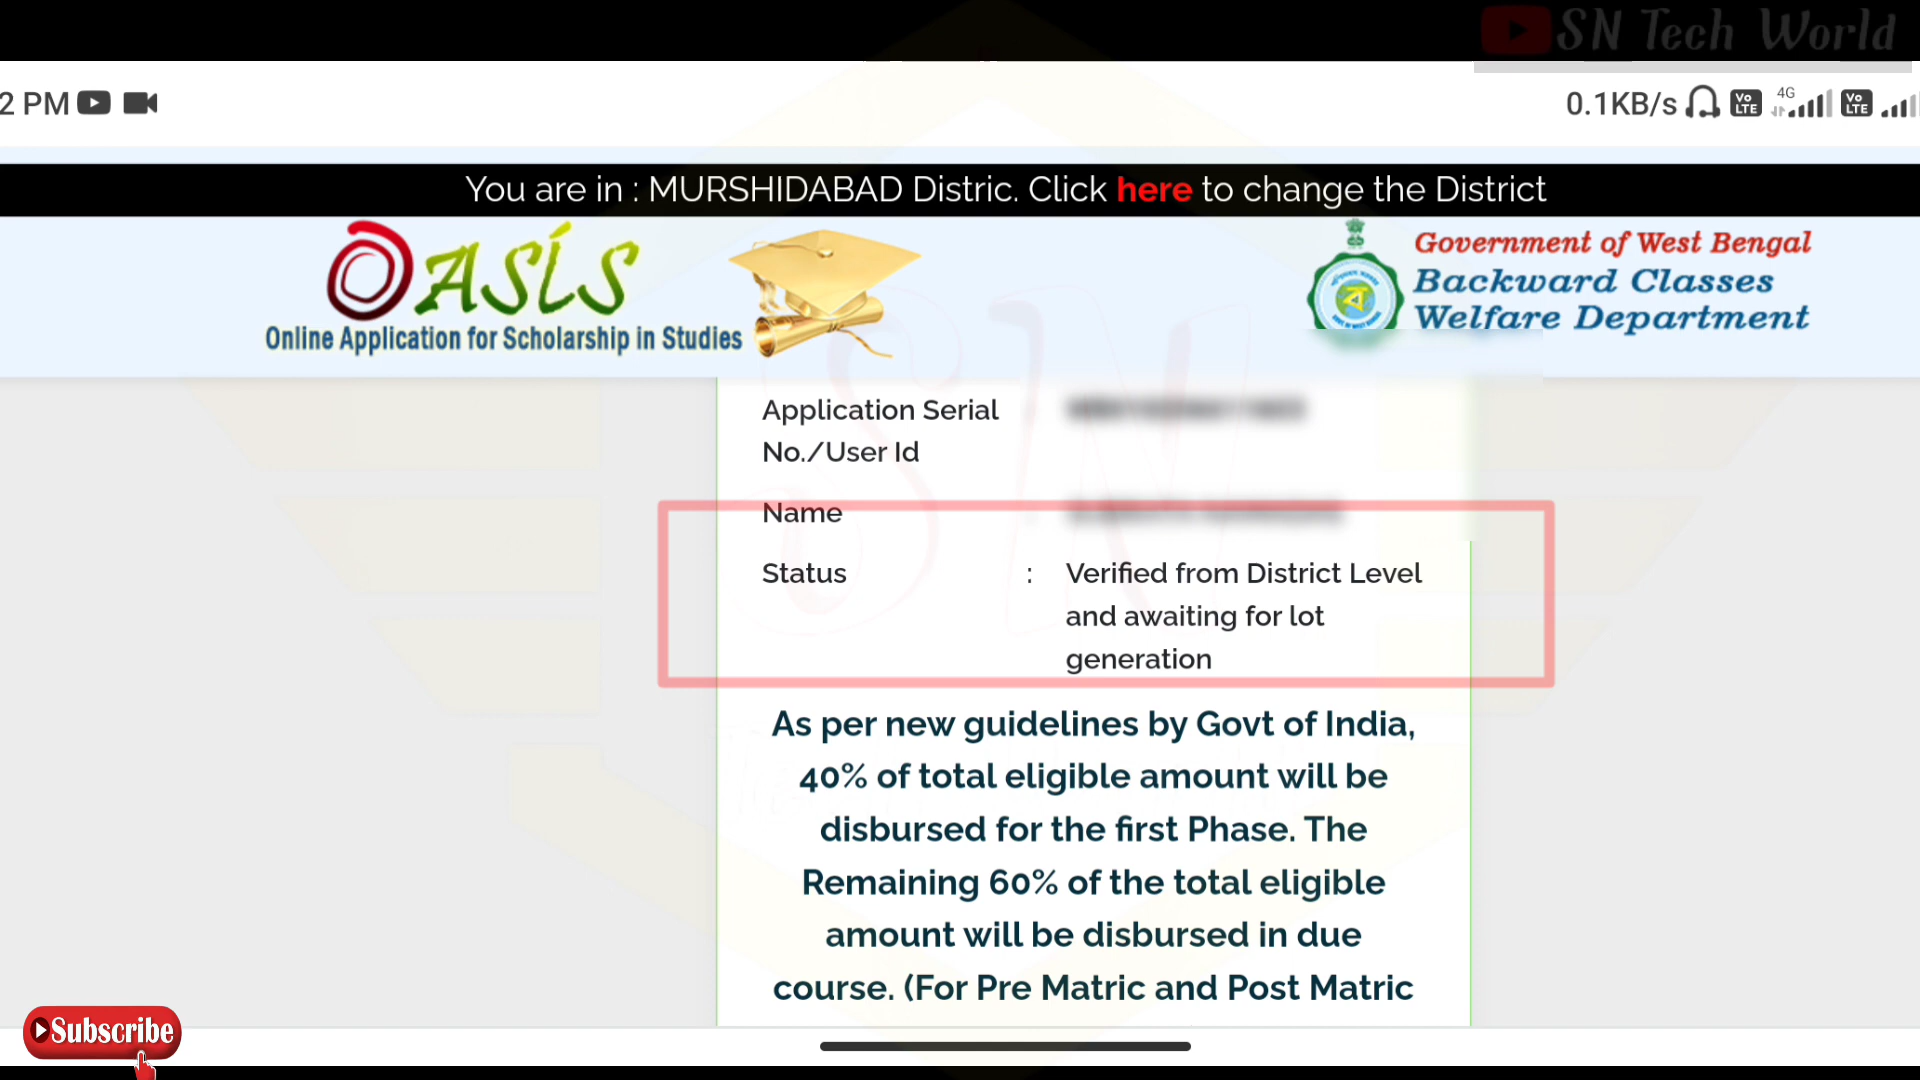 SN Tech World
2 PM
0.1KB/s Vo LTE 4G Vo LTE
You are in : MURSHIDABAD Distric. Click here to change the District
OASIS
Online Application for Scholarship in Studies
Government of West Bengal
Backward Classes
Welfare Department
Application Serial
No./User Id
Name
Status : Verified from District Level
and awaiting for lot
generation
As per new guidelines by Govt of India,
40% of total eligible amount will be
disbursed for the first Phase. The
Remaining 60% of the total eligible
amount will be disbursed in due
course. (For Pre Matric and Post Matric
Subscribe